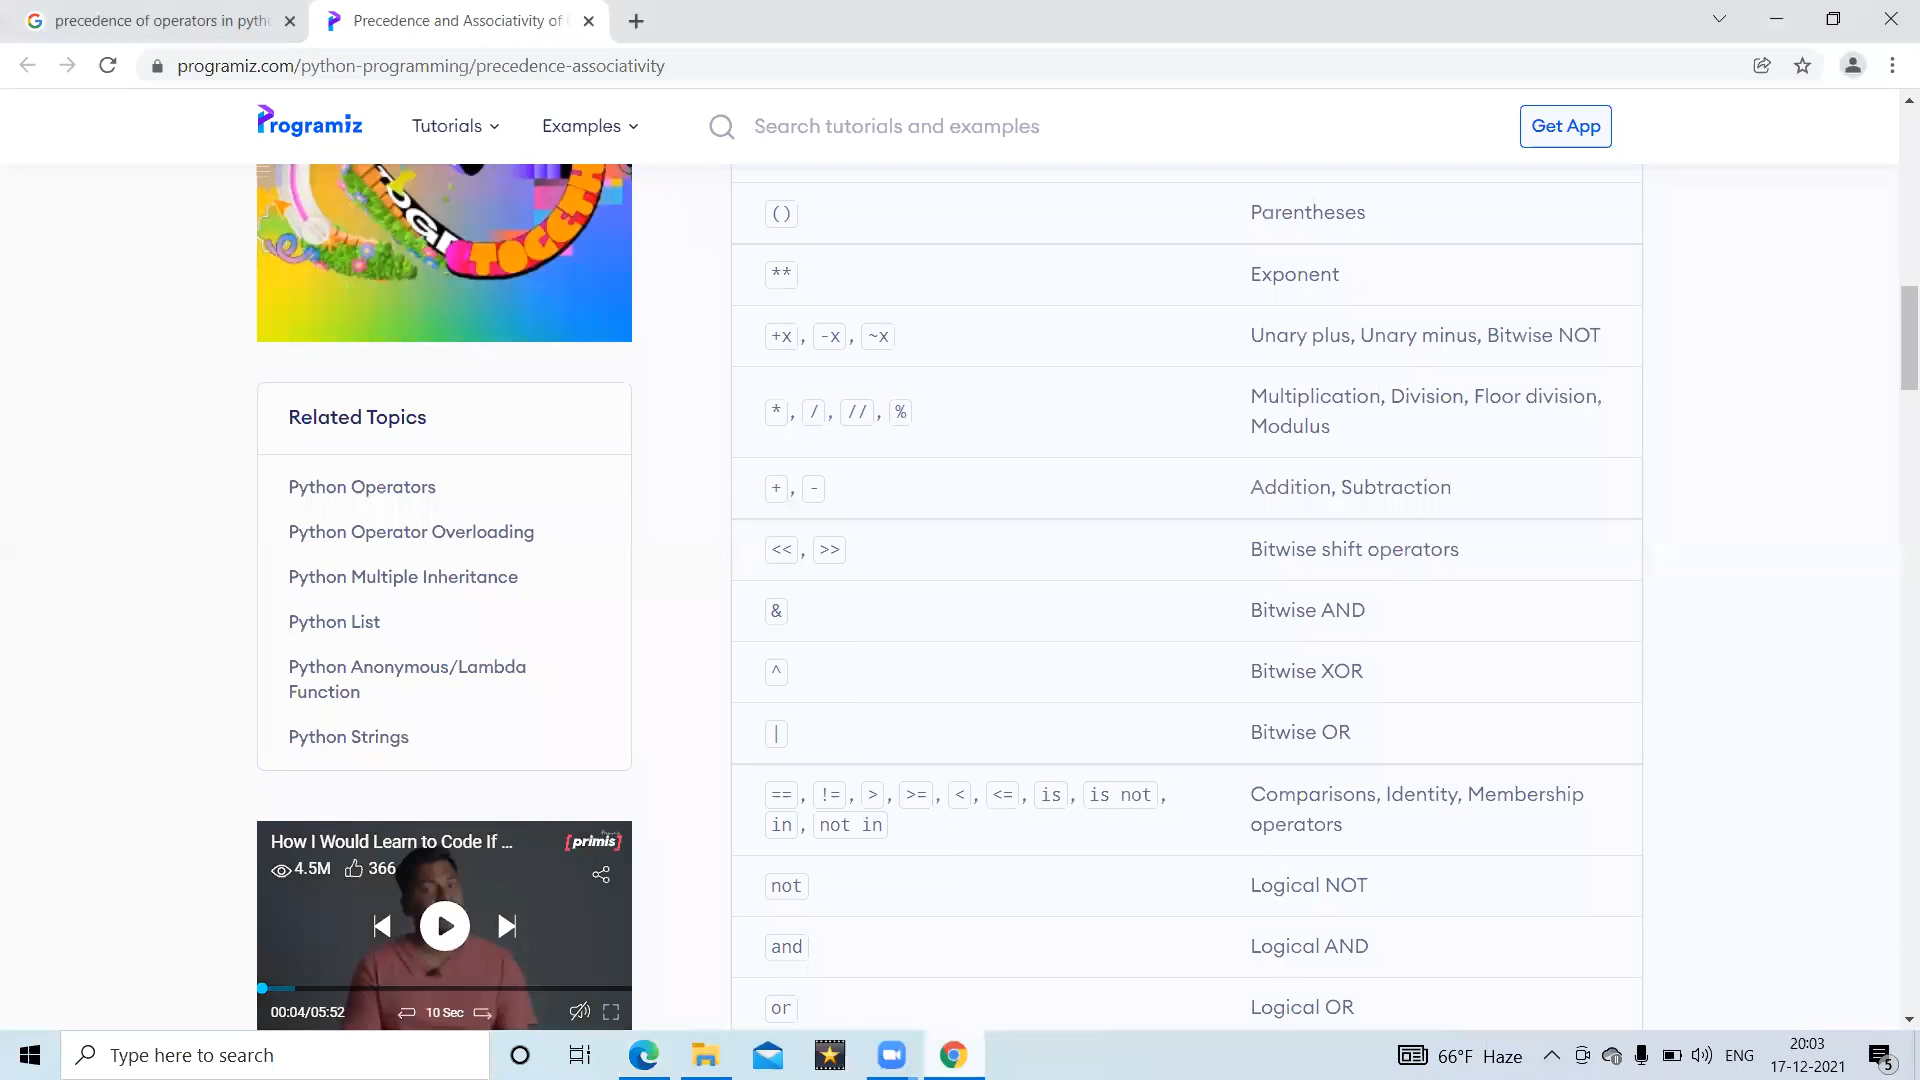 precedence of operators in pyth
Precedence and Associativity of
programiz.com/python-programming/precedence-associativity
Programiz
Tutorials
Examples
Search tutorials and examples
Get App
() Parentheses
** Exponent
+x, -x, ~x Unary plus, Unary minus, Bitwise NOT
*, /, //, % Multiplication, Division, Floor division,
Modulus
+, - Addition, Subtraction
<<, >> Bitwise shift operators
& Bitwise AND
^ Bitwise XOR
| Bitwise OR
==, !=, >, >=, <, <=, is, is not, Comparisons, Identity, Membership
in, not in operators
not Logical NOT
and Logical AND
or Logical OR
Related Topics
Python Operators
Python Operator Overloading
Python Multiple Inheritance
Python List
Python Anonymous/Lambda
Function
Python Strings
How I Would Learn to Code If ...
[primis]
4.5M 366
00:04/05:52 10 Sec
Type here to search
66°F Haze
ENG
20:03
17-12-2021
5